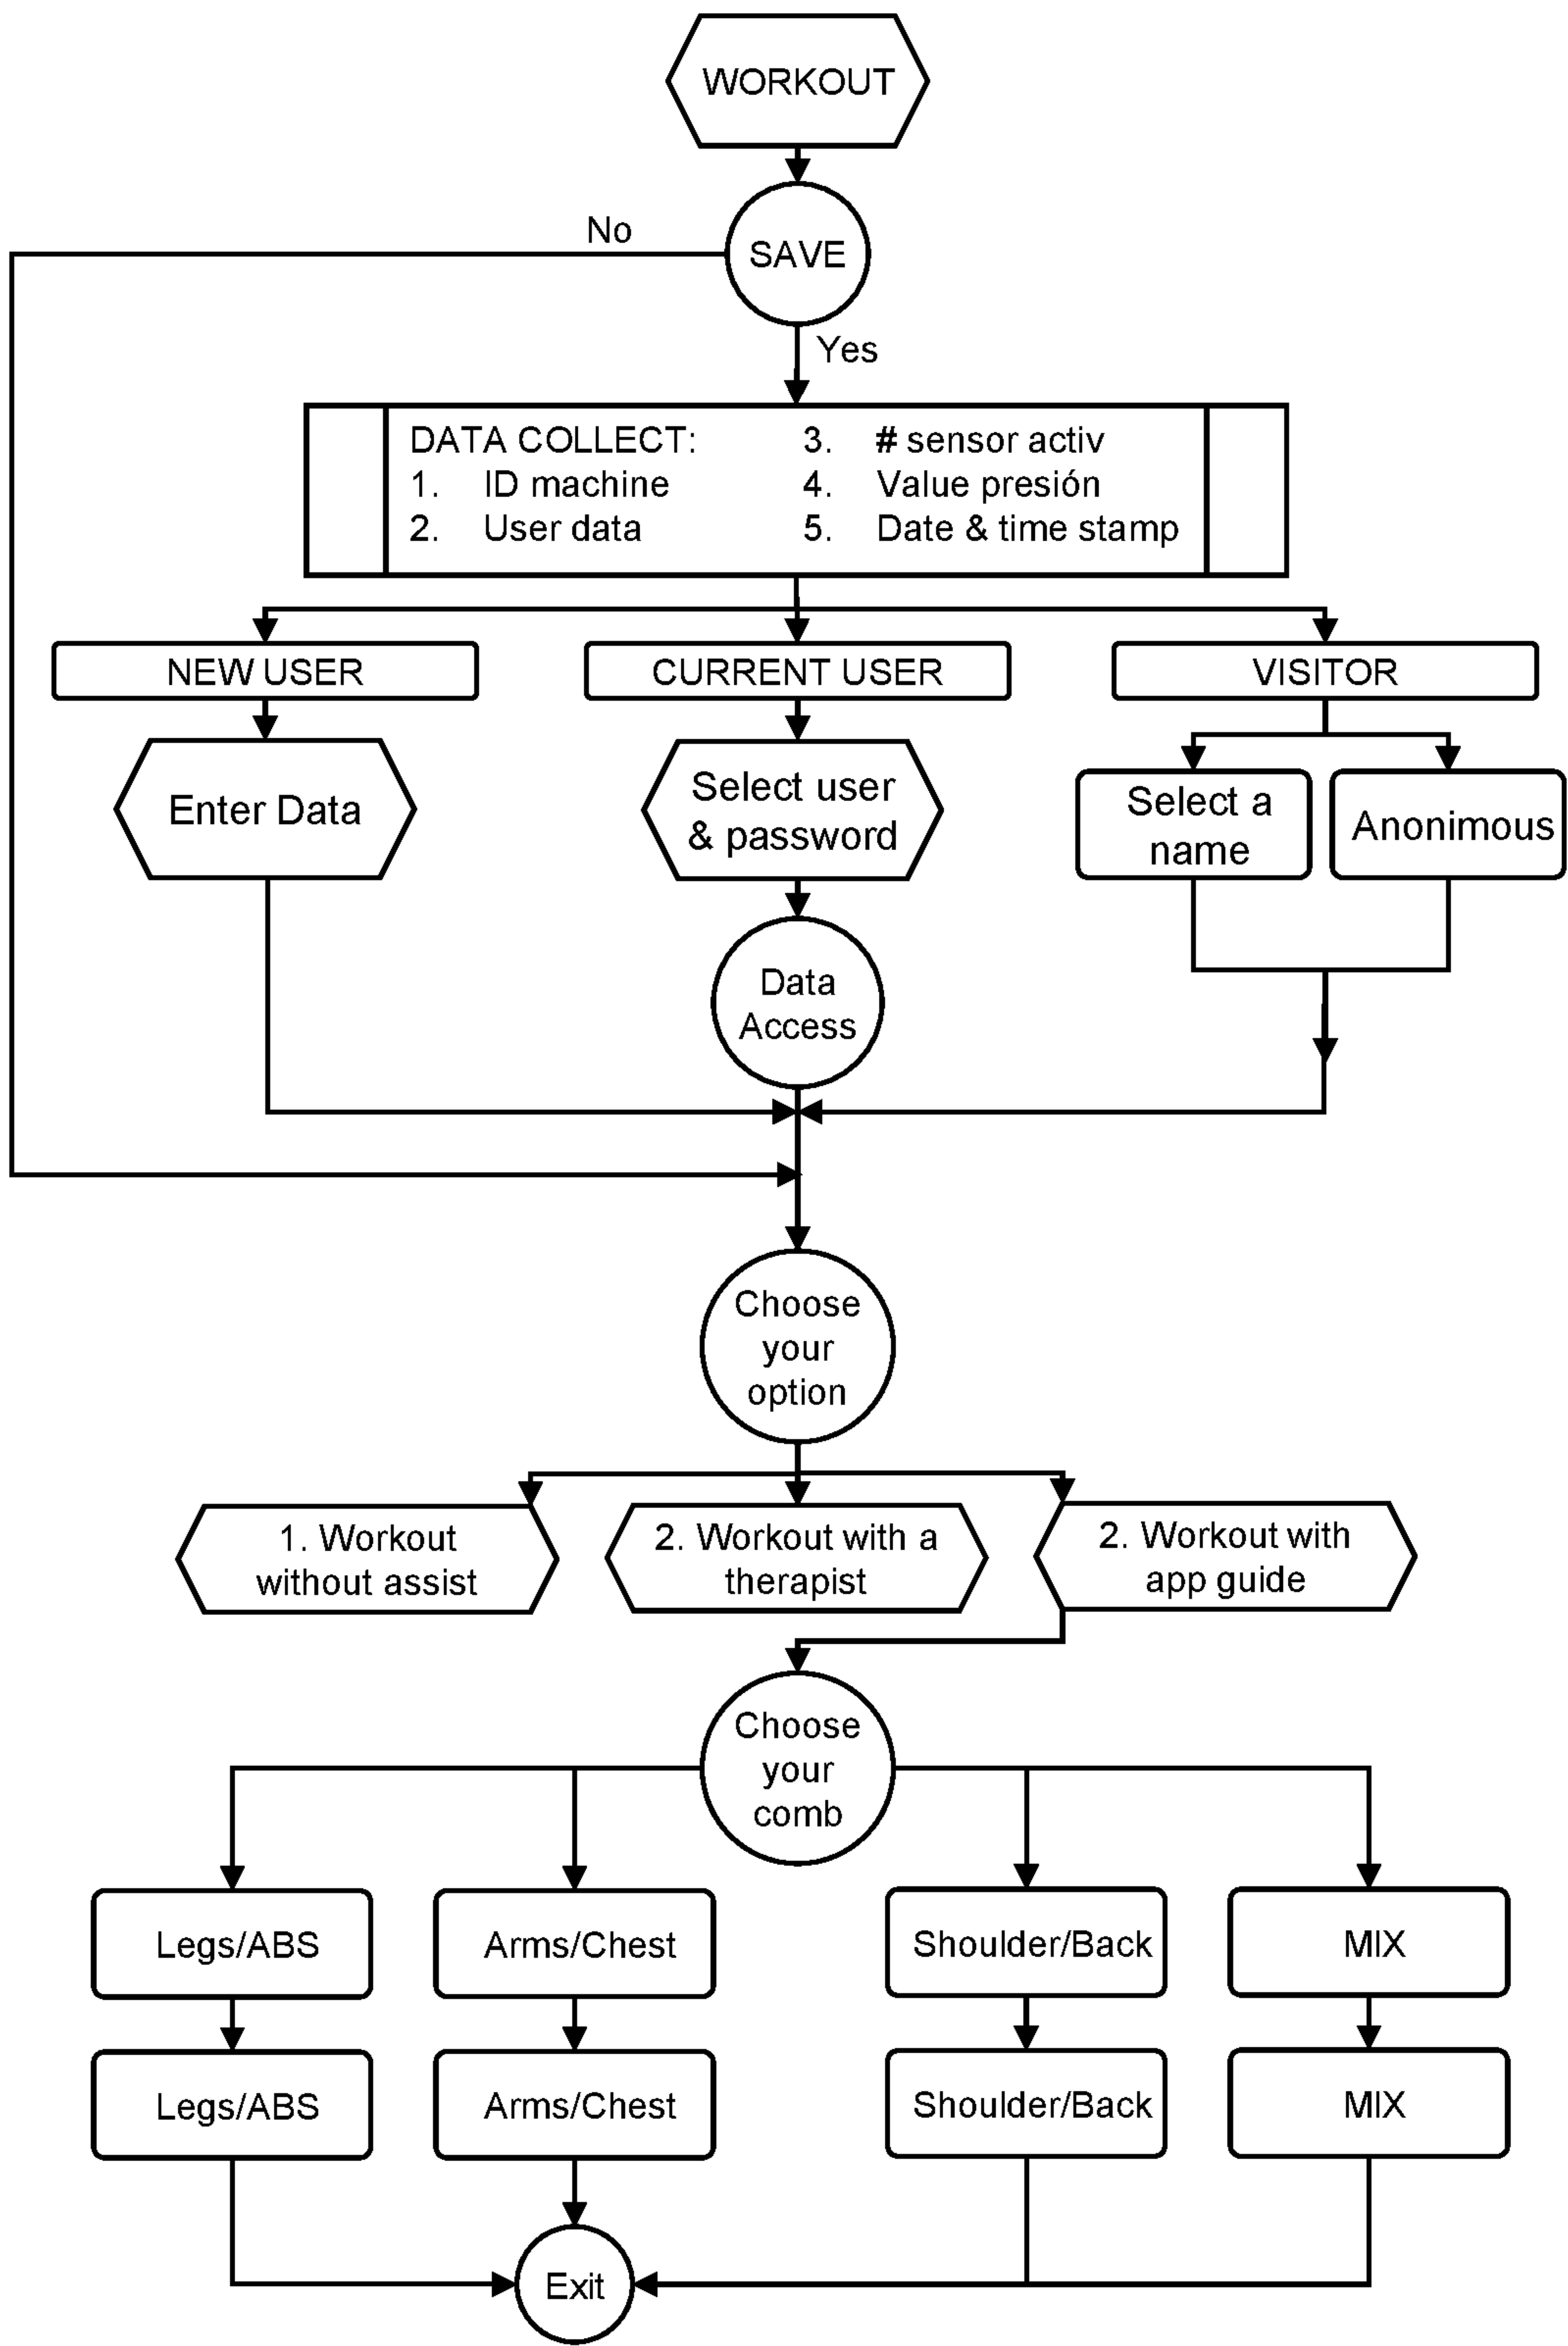 WORKOUT
No
SAVE
Yes
DATA COLLECT:
1. ID machine
2. User data
3. # sensor activ
4. Value presión
5. Date & time stamp
NEW USER
CURRENT USER
VISITOR
Enter Data
Select user
& password
Select a
name
Anonimous
Data
Access
Choose
your
option
1. Workout
without assist
2. Workout with a
therapist
2. Workout with
app guide
Choose
your
comb
Legs/ABS
Arms/Chest
Shoulder/Back
MIX
Legs/ABS
Arms/Chest
Shoulder/Back
MIX
Exit